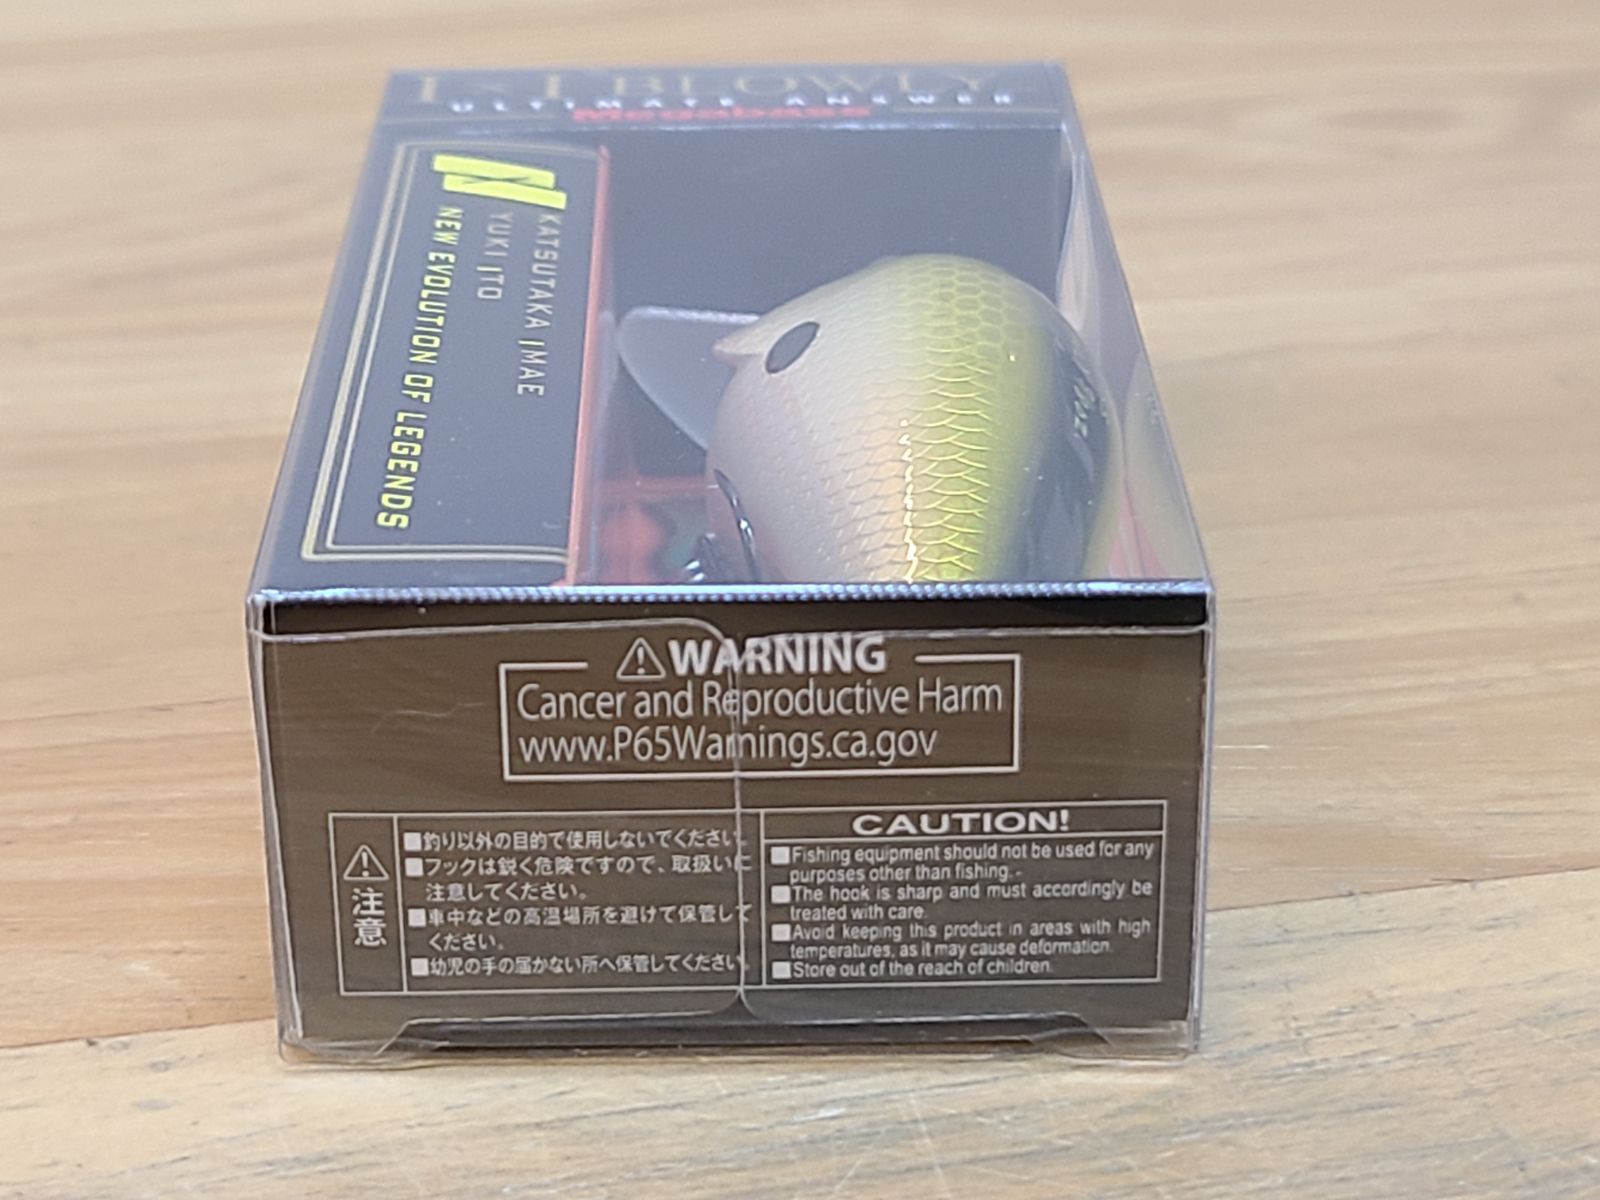 I×I BLOWLY
ULTIMATE ANSWER
Megabass
KATSUTAKA IMAE
YUKI ITO
NEW EVOLUTION OF LEGENDS
WARNING
Cancer and Reproductive Harm
www.P65Warnings.ca.gov
注意
■釣り以外の目的で使用しないでください。
■フックは鋭く危険ですので、取扱いに
注意してください。
■車中などの高温場所を避けて保管して
ください。
■幼児の手の届かない所へ保管してください。
CAUTION!
■Fishing equipment should not be used for any
purposes other than fishing.
■The hook is sharp and must accordingly be
treated with care.
■Avoid keeping this product in areas with high
temperatures, as it may cause deformation.
■Store out of the reach of children.